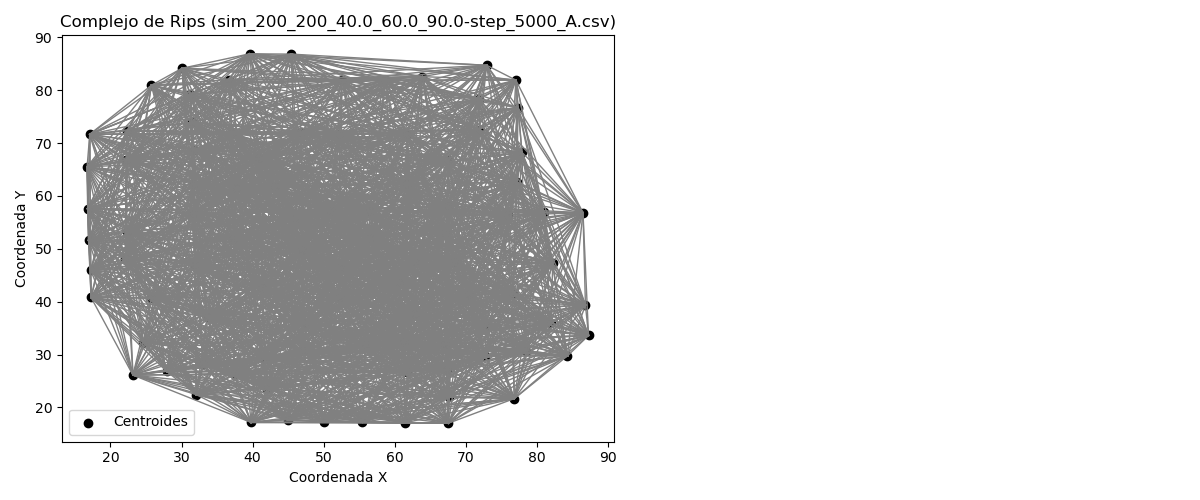 Complejo de Rips (sim_200_200_40.0_60.0_90.0-step_5000_A.csv)
90
80
70
60
50
40
30
20
Coordenada Y
Centroides
20 30 40 50 60 70 80 90
Coordenada X